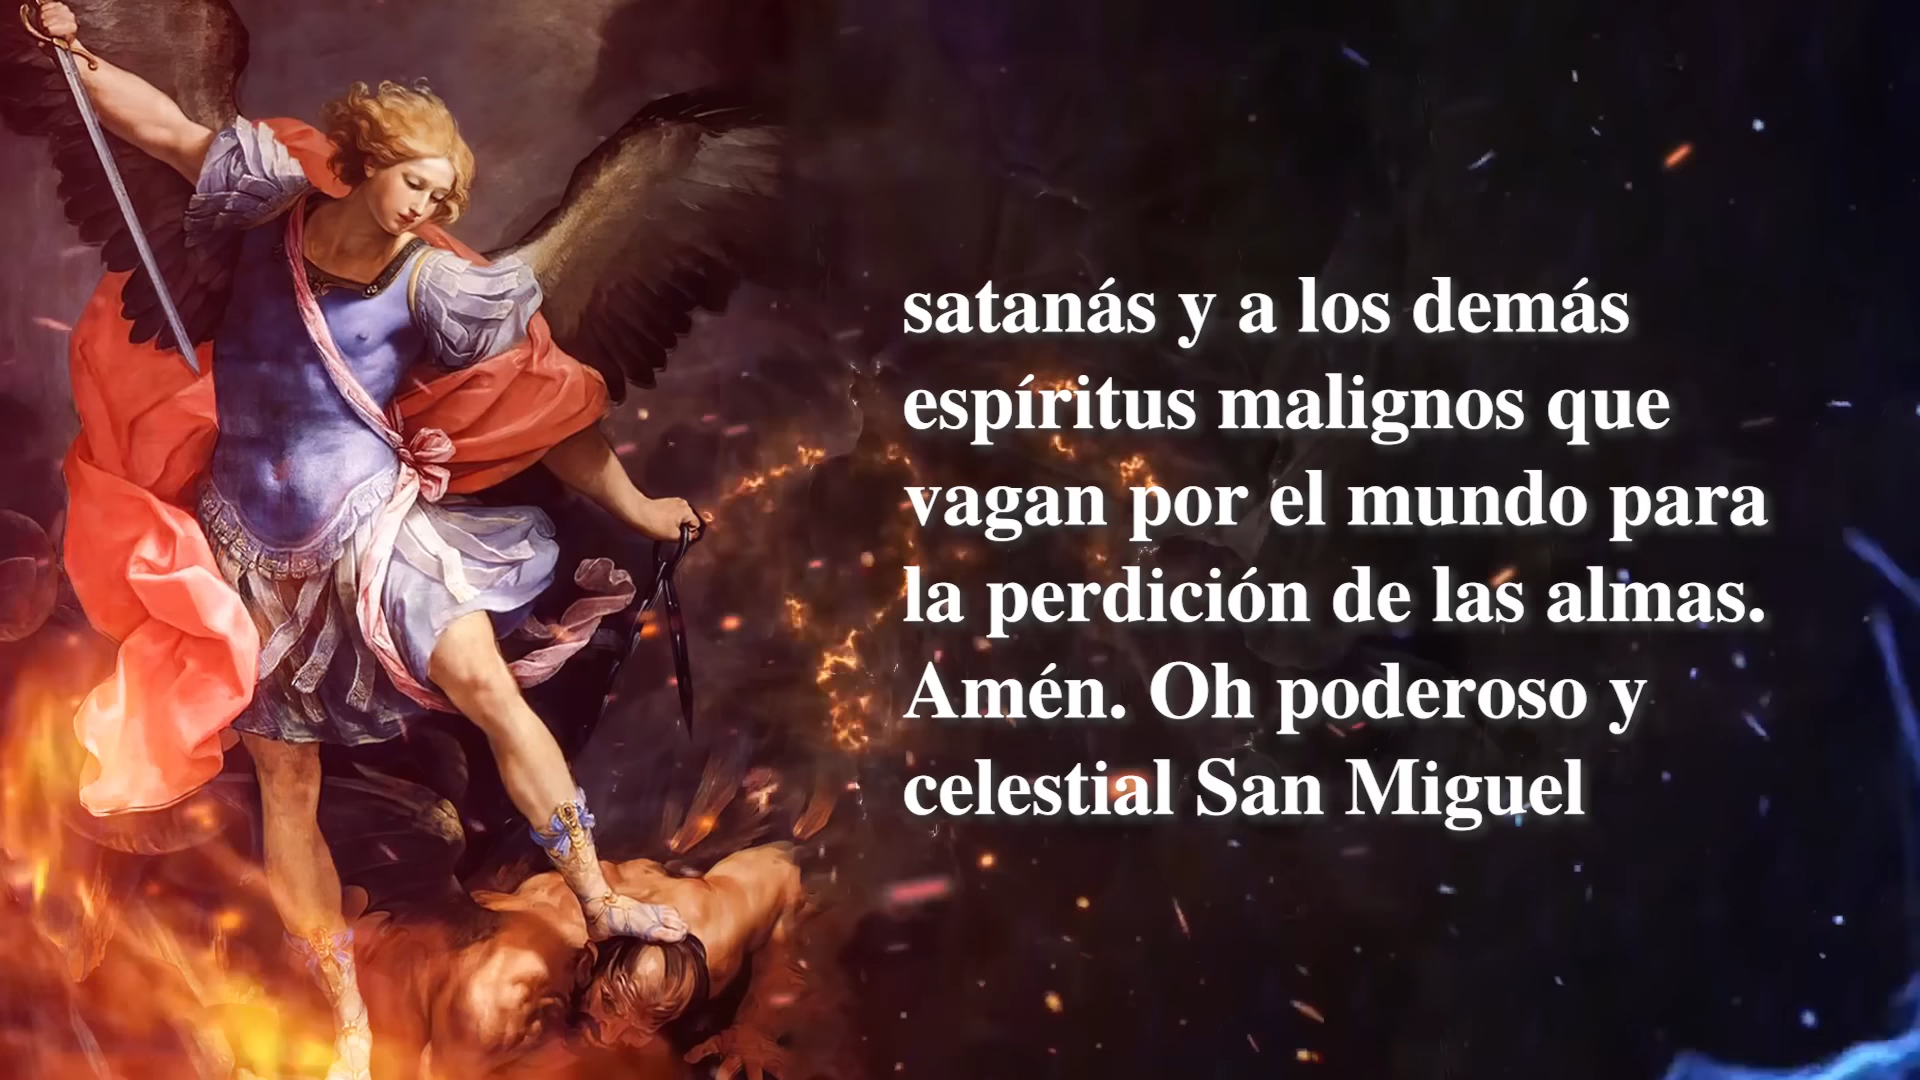 satanás y a los demás
espíritus malignos que
vagan por el mundo para
la perdición de las almas.
Amén. Oh poderoso y
celestial San Miguel